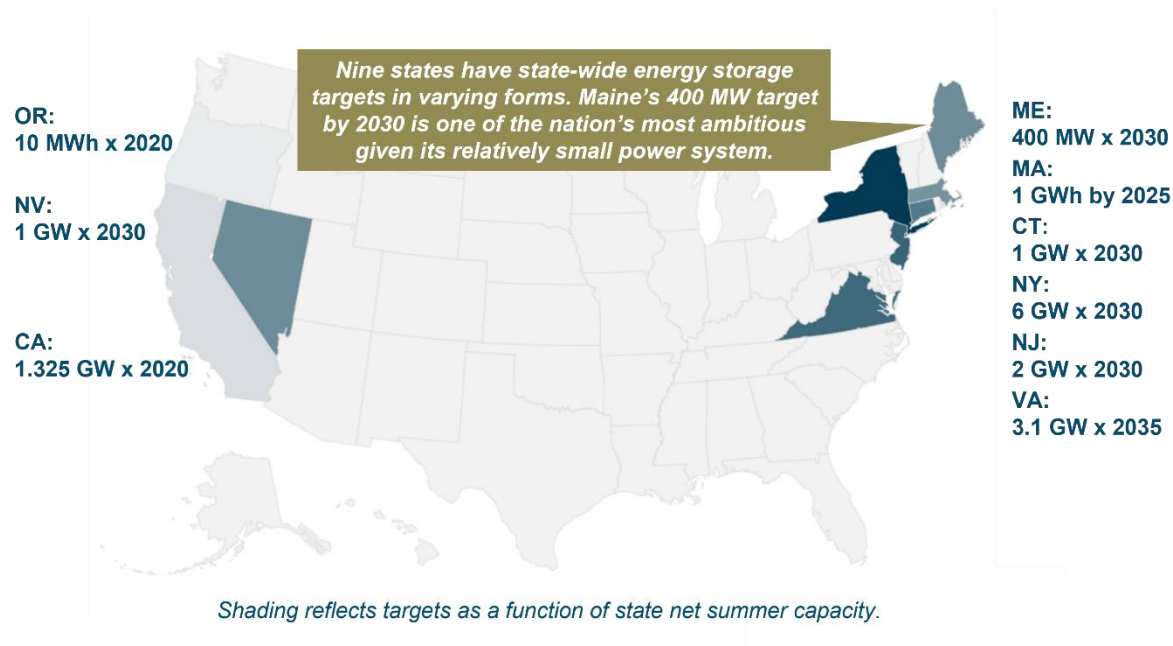 Nine states have state-wide energy storage
targets in varying forms. Maine's 400 MW target
by 2030 is one of the nation's most ambitious
given its relatively small power system.
OR:
10 MWh x 2020
NV:
1 GW x 2030
CA:
1.325 GW x 2020
ME:
400 MW x 2030
MA:
1 GWh by 2025
CT:
1 GW x 2030
NY:
6 GW x 2030
NJ:
2 GW x 2030
VA:
3.1 GW x 2035
Shading reflects targets as a function of state net summer capacity.